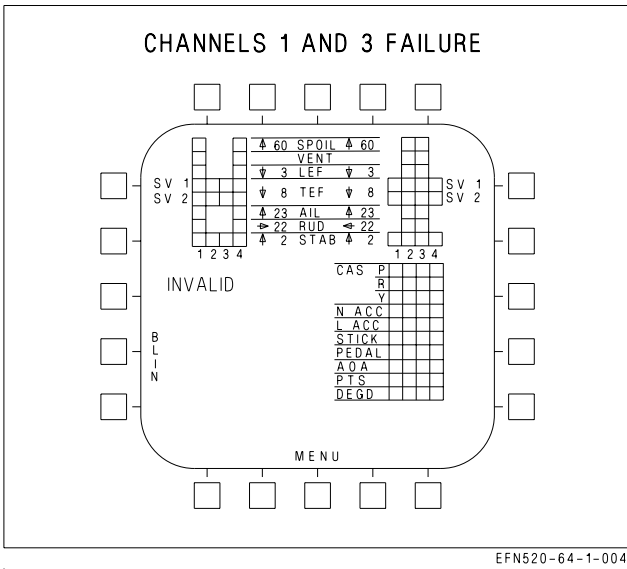 CHANNELS 1 AND 3 FAILURE
60 SPOIL 60
VENT
3 LEF 3
SV 1 8 TEF 8 SV 1
SV 2 SV 2
23 AIL 23
22 RUD 22
2 STAB 2
1 2 3 4 1 2 3 4
INVALID
CAS P
R
Y
N ACC
L ACC
STICK
PEDAL
AOA
PTS
DEGD
BLIN
MENU
EFN520-64-1-004